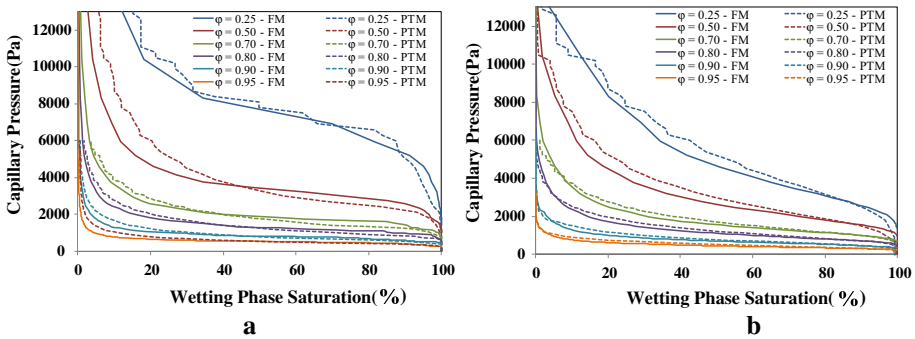 φ = 0.25 - FM φ = 0.25 - PTM
φ = 0.50 - FM φ = 0.50 - PTM
φ = 0.70 - FM φ = 0.70 - PTM
φ = 0.80 - FM φ = 0.80 - PTM
φ = 0.90 - FM φ = 0.90 - PTM
φ = 0.95 - FM φ = 0.95 - PTM
Capillary Pressure(Pa)
12000
10000
8000
6000
4000
2000
0
0 20 40 60 80 100
Wetting Phase Saturation(%)
a
φ = 0.25 - FM φ = 0.25 - PTM
φ = 0.50 - FM φ = 0.50 - PTM
φ = 0.70 - FM φ = 0.70 - PTM
φ = 0.80 - FM φ = 0.80 - PTM
φ = 0.90 - FM φ = 0.90 - PTM
φ = 0.95 - FM φ = 0.95 - PTM
Capillary Pressure(Pa)
12000
10000
8000
6000
4000
2000
0
0 20 40 60 80 100
Wetting Phase Saturation(%)
b